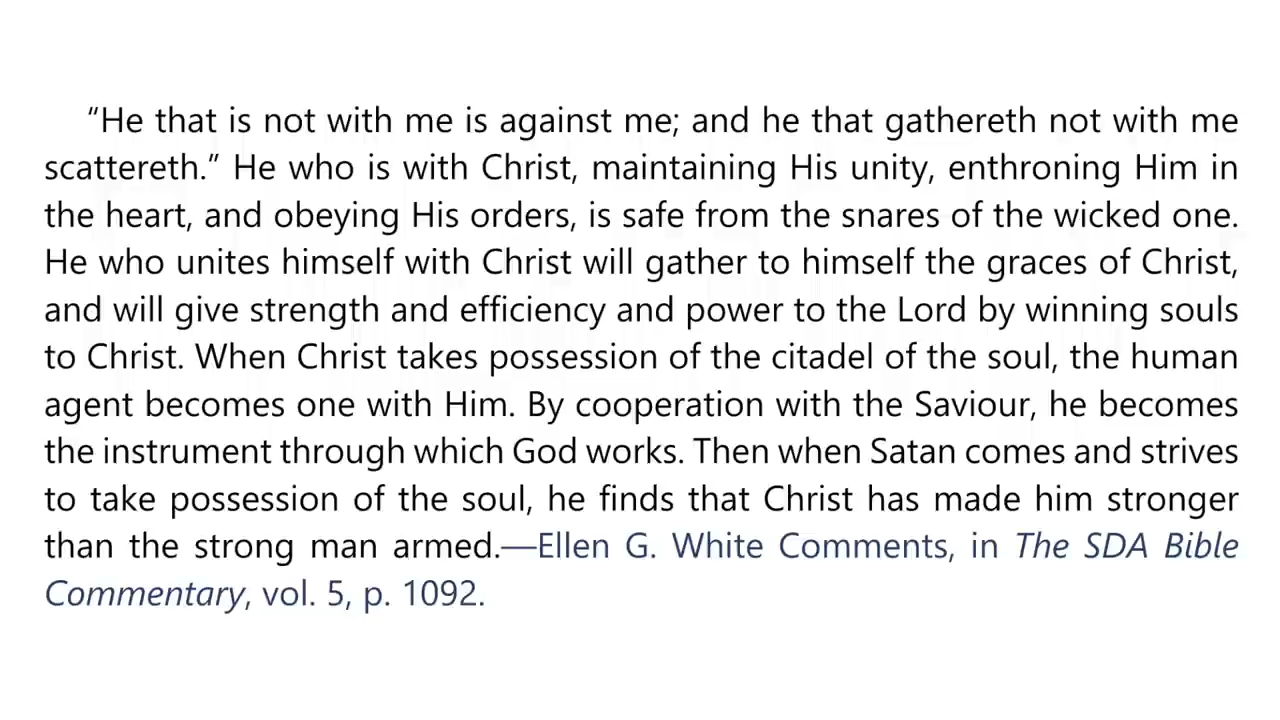 “He that is not with me is against me; and he that gathereth not with me
scattereth.” He who is with Christ, maintaining His unity, enthroning Him in
the heart, and obeying His orders, is safe from the snares of the wicked one.
He who unites himself with Christ will gather to himself the graces of Christ,
and will give strength and efficiency and power to the Lord by winning souls
to Christ. When Christ takes possession of the citadel of the soul, the human
agent becomes one with Him. By cooperation with the Saviour, he becomes
the instrument through which God works. Then when Satan comes and strives
to take possession of the soul, he finds that Christ has made him stronger
than the strong man armed.—Ellen G. White Comments, in The SDA Bible
Commentary, vol. 5, p. 1092.